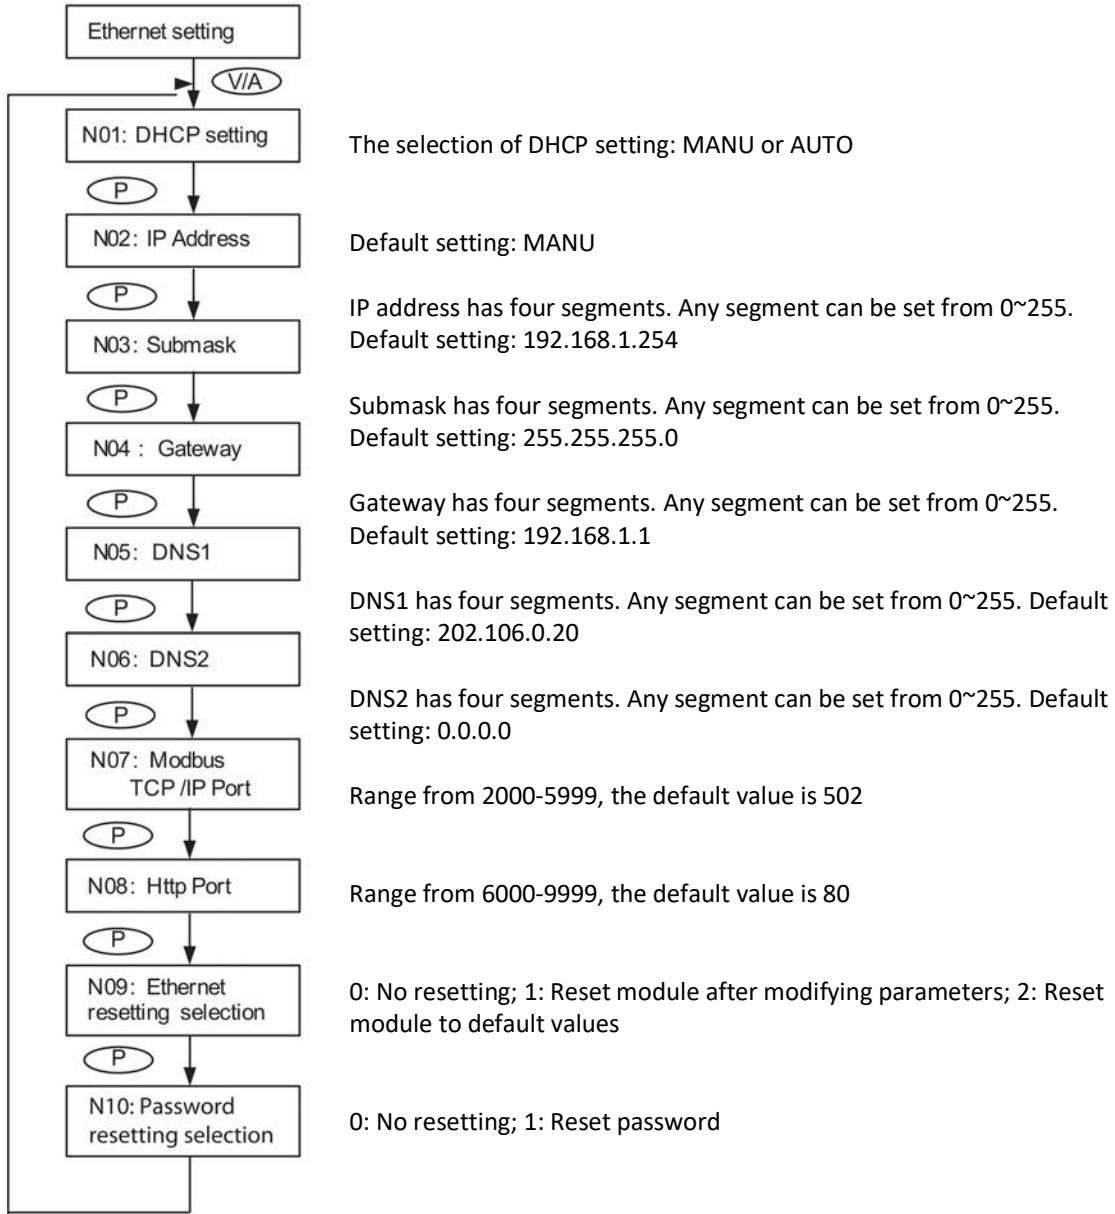 Ethernet setting
V/A
N01: DHCP setting
The selection of DHCP setting: MANU or AUTO
P
N02: IP Address
Default setting: MANU
P
IP address has four segments. Any segment can be set from 0~255.
Default setting: 192.168.1.254
N03: Submask
P
Submask has four segments. Any segment can be set from 0~255.
Default setting: 255.255.255.0
N04 : Gateway
P
Gateway has four segments. Any segment can be set from 0~255.
Default setting: 192.168.1.1
N05: DNS1
P
DNS1 has four segments. Any segment can be set from 0~255. Default
setting: 202.106.0.20
N06: DNS2
P
DNS2 has four segments. Any segment can be set from 0~255. Default
setting: 0.0.0.0
N07: Modbus
TCP /IP Port
Range from 2000-5999, the default value is 502
P
N08: Http Port
Range from 6000-9999, the default value is 80
P
N09: Ethernet
resetting selection
0: No resetting; 1: Reset module after modifying parameters; 2: Reset
module to default values
P
N10: Password
resetting selection
0: No resetting; 1: Reset password